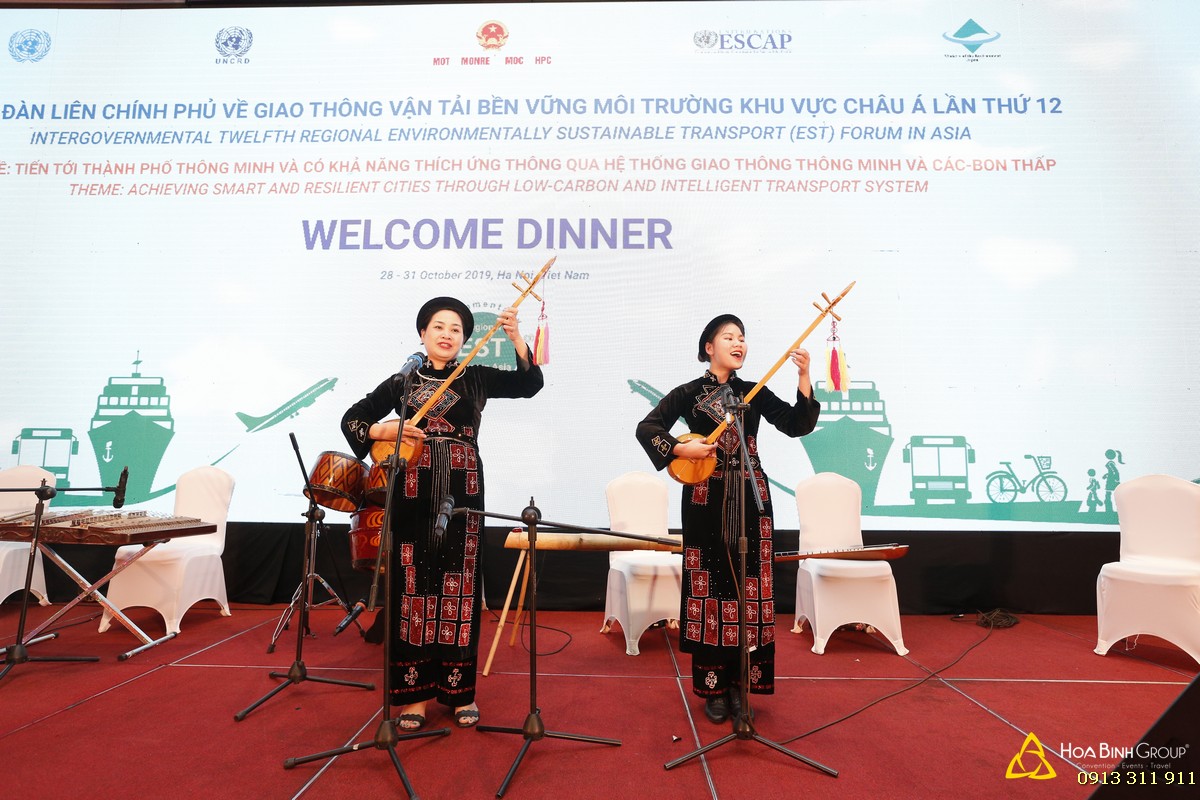 UNCRD
MOT MONRE MOC HPC
ESCAP
ĐÀN LIÊN CHÍNH PHỦ VỀ GIAO THÔNG VẬN TẢI BỀN VỮNG MÔI TRƯỜNG KHU VỰC CHÂU Á LẦN THỨ 12
INTERGOVERNMENTAL TWELFTH REGIONAL ENVIRONMENTALLY SUSTAINABLE TRANSPORT (EST) FORUM IN ASIA
Ề: TIẾN TỚI THÀNH PHỐ THÔNG MINH VÀ CÓ KHẢ NĂNG THÍCH ỨNG THÔNG QUA HỆ THỐNG GIAO THÔNG THÔNG MINH VÀ CÁC-BON THẤP
THEME: ACHIEVING SMART AND RESILIENT CITIES THROUGH LOW-CARBON AND INTELLIGENT TRANSPORT SYSTEM
WELCOME DINNER
28 - 31 October 2019, Ha Noi, Viet Nam
EST
HOA BINH GROUP®
Convention - Events - Travel
0913 311 911